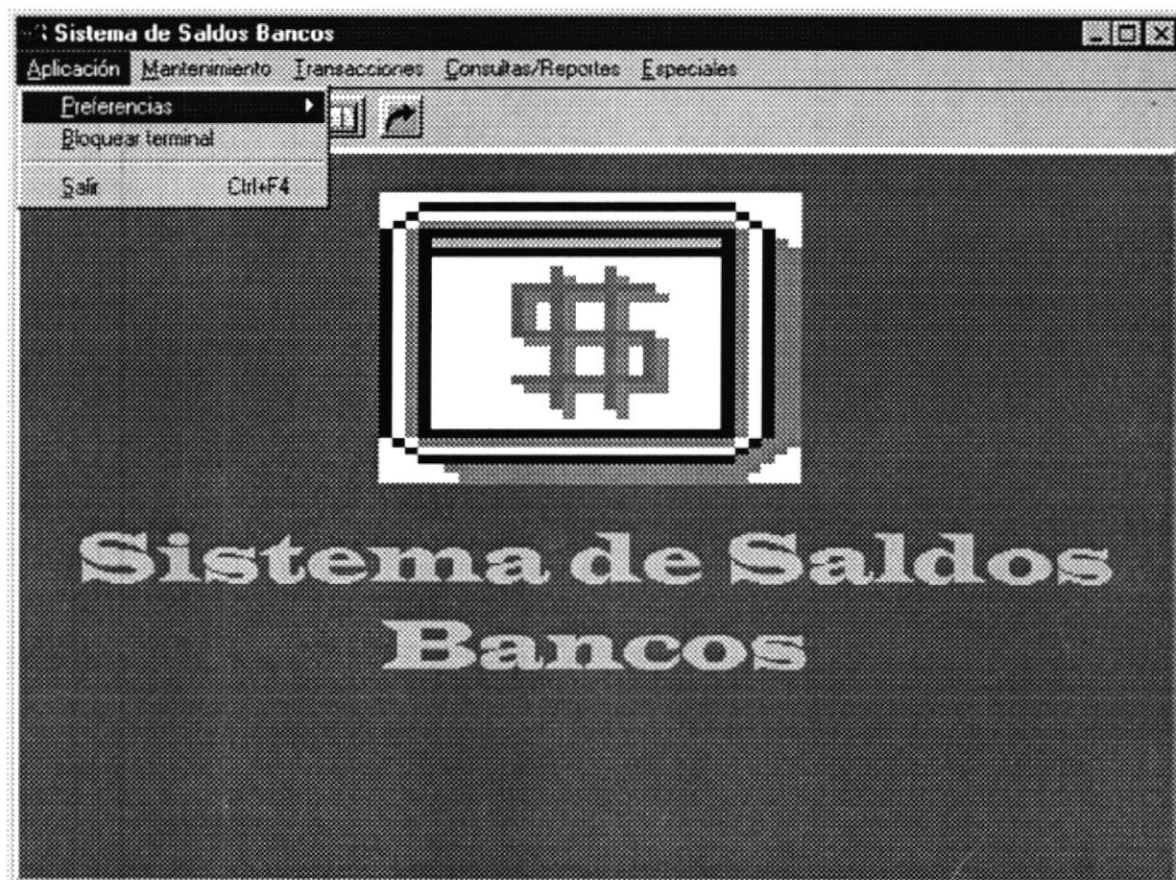 Sistema de Saldos Bancos
Aplicación Mantenimiento Transacciones Consultas/Reportes Especiales
Preferencias
Bloquear terminal
Salir Ctrl+F4
$
Sistema de Saldos
Bancos